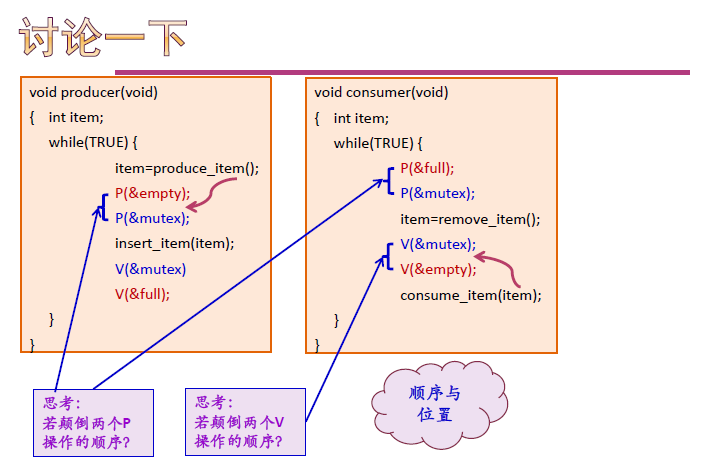 讨论一下
void producer(void)
{ int item;
while(TRUE) {
item=produce_item();
P(&empty);
P(&mutex);
insert_item(item);
V(&mutex)
V(&full);
}
}
void consumer(void)
{ int item;
while(TRUE) {
P(&full);
P(&mutex);
item=remove_item();
V(&mutex);
V(&empty);
consume_item(item);
}
}
思考:
若颠倒两个P
操作的顺序?
思考:
若颠倒两个V
操作的顺序?
顺序与
位置